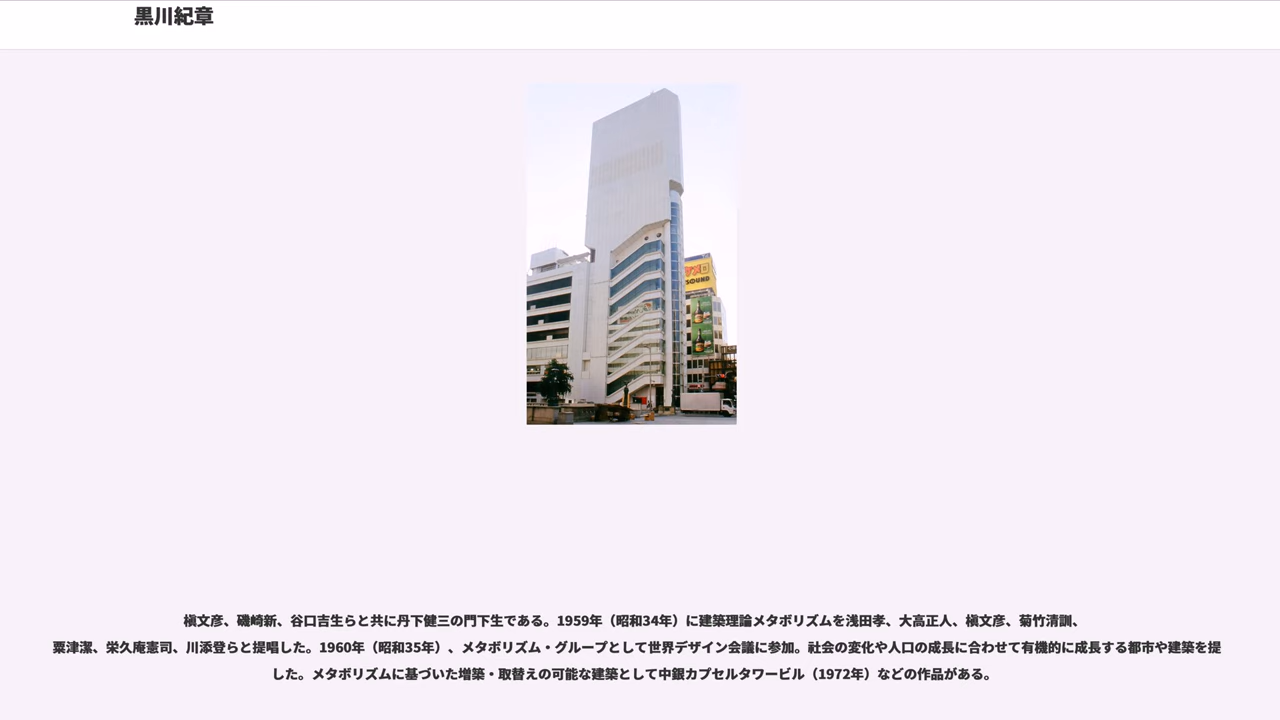 黒川紀章
SOUND
槇文彦、磯崎新、谷口吉生らと共に丹下健三の門下生である。1959年（昭和34年）に建築理論メタボリズムを浅田孝、大高正人、槇文彦、菊竹清訓、
粟津潔、栄久庵憲司、川添登らと提唱した。1960年（昭和35年）、メタボリズム・グループとして世界デザイン会議に参加。社会の変化や人口の成長に合わせて有機的に成長する都市や建築を提
した。メタボリズムに基づいた増築・取替えの可能な建築として中銀カプセルタワービル（1972年）などの作品がある。